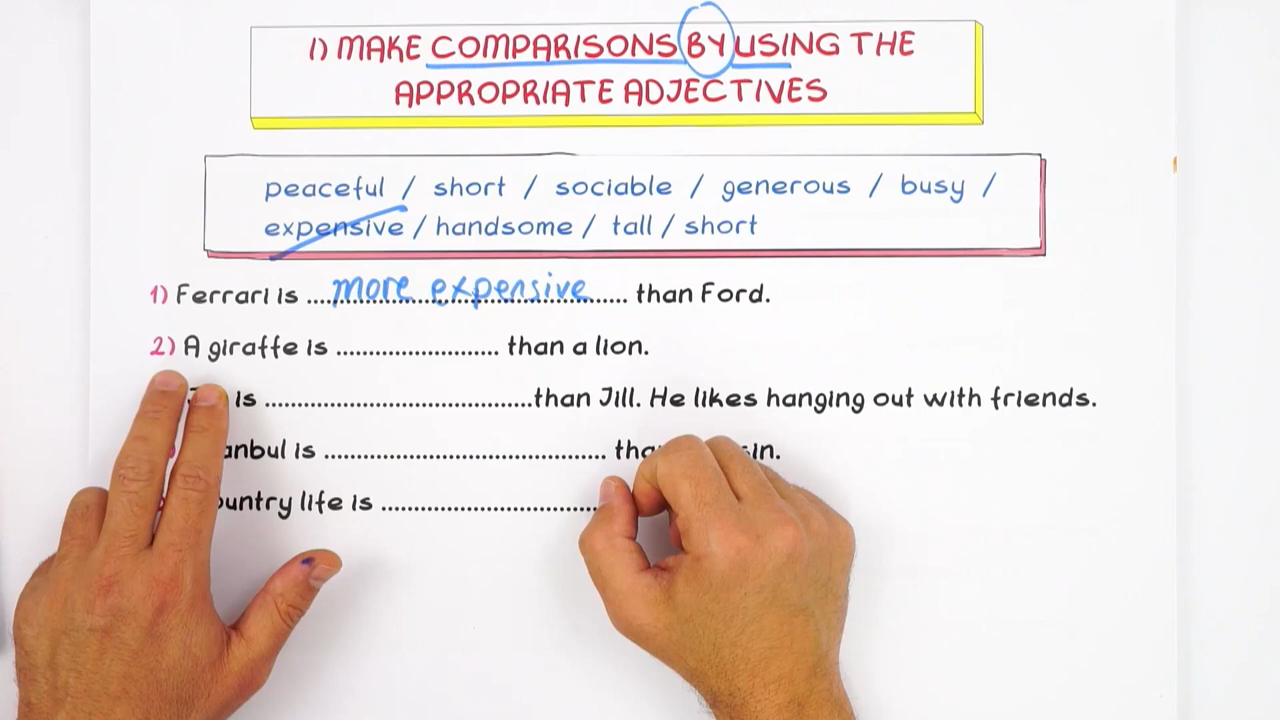 1) MAKE COMPARISONS BY USING THE
APPROPRIATE ADJECTIVES
peaceful / short / sociable / generous / busy /
expensive / handsome / tall / short
1) Ferrari is ....more expensive...... than Ford.
2) A giraffe is ......................... than a lion.
is .........................................than Jill. He likes hanging out with friends.
is ...........................................
life is .................................